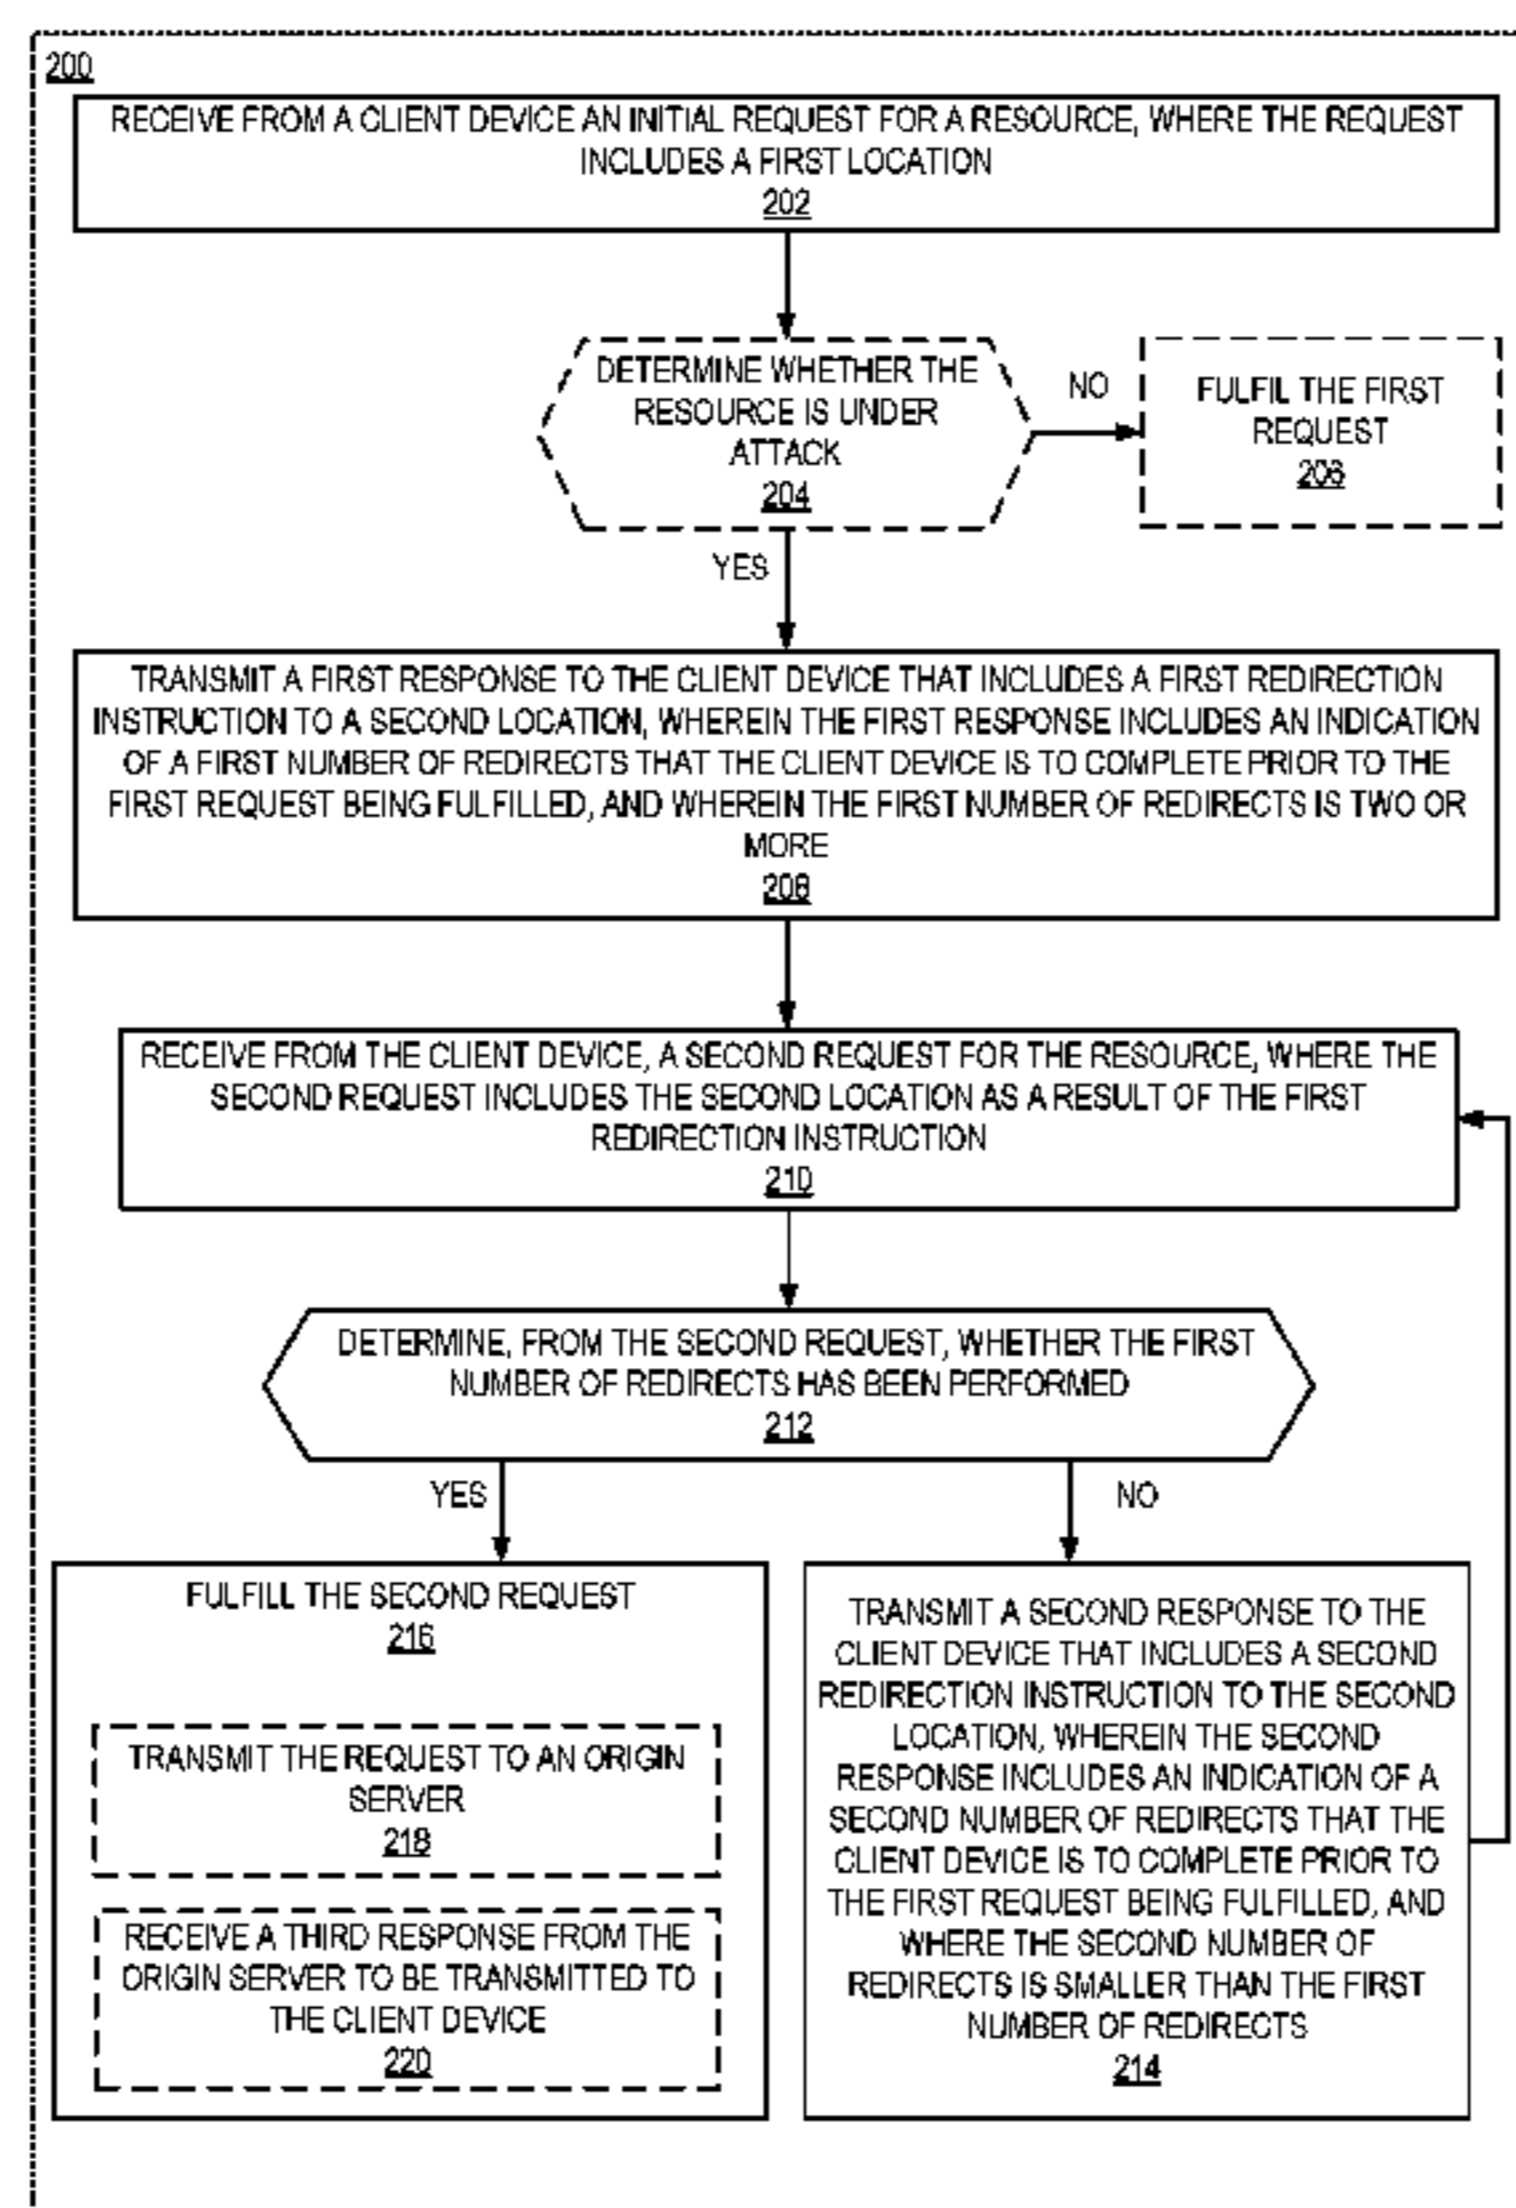 200
RECEIVE FROM A CLIENT DEVICE AN INITIAL REQUEST FOR A RESOURCE, WHERE THE REQUEST
INCLUDES A FIRST LOCATION
202
DETERMINE WHETHER THE
RESOURCE IS UNDER
ATTACK
204
NO
FULFIL THE FIRST
REQUEST
206
YES
TRANSMIT A FIRST RESPONSE TO THE CLIENT DEVICE THAT INCLUDES A FIRST REDIRECTION
INSTRUCTION TO A SECOND LOCATION, WHEREIN THE FIRST RESPONSE INCLUDES AN INDICATION
OF A FIRST NUMBER OF REDIRECTS THAT THE CLIENT DEVICE IS TO COMPLETE PRIOR TO THE
FIRST REQUEST BEING FULFILLED, AND WHEREIN THE FIRST NUMBER OF REDIRECTS IS TWO OR
MORE
208
RECEIVE FROM THE CLIENT DEVICE, A SECOND REQUEST FOR THE RESOURCE, WHERE THE
SECOND REQUEST INCLUDES THE SECOND LOCATION AS A RESULT OF THE FIRST
REDIRECTION INSTRUCTION
210
DETERMINE, FROM THE SECOND REQUEST, WHETHER THE FIRST
NUMBER OF REDIRECTS HAS BEEN PERFORMED
212
YES
NO
FULFILL THE SECOND REQUEST
216
TRANSMIT THE REQUEST TO AN ORIGIN
SERVER
218
RECEIVE A THIRD RESPONSE FROM THE
ORIGIN SERVER TO BE TRANSMITTED TO
THE CLIENT DEVICE
220
TRANSMIT A SECOND RESPONSE TO THE
CLIENT DEVICE THAT INCLUDES A SECOND
REDIRECTION INSTRUCTION TO THE SECOND
LOCATION, WHEREIN THE SECOND
RESPONSE INCLUDES AN INDICATION OF A
SECOND NUMBER OF REDIRECTS THAT THE
CLIENT DEVICE IS TO COMPLETE PRIOR TO
THE FIRST REQUEST BEING FULFILLED, AND
WHERE THE SECOND NUMBER OF
REDIRECTS IS SMALLER THAN THE FIRST
NUMBER OF REDIRECTS
214